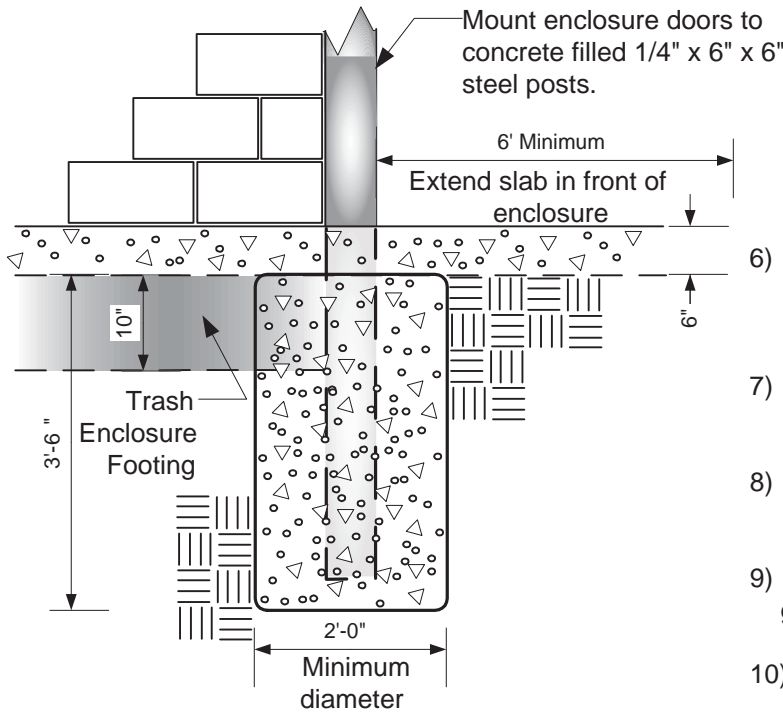 Mount enclosure doors to
concrete filled 1/4" x 6" x 6"
steel posts.
6' Minimum
Extend slab in front of
enclosure
6)
6"
10"
7)
Trash
Enclosure
Footing
3'-6 "
8)
9)
2'-0"
Minimum
diameter
10)